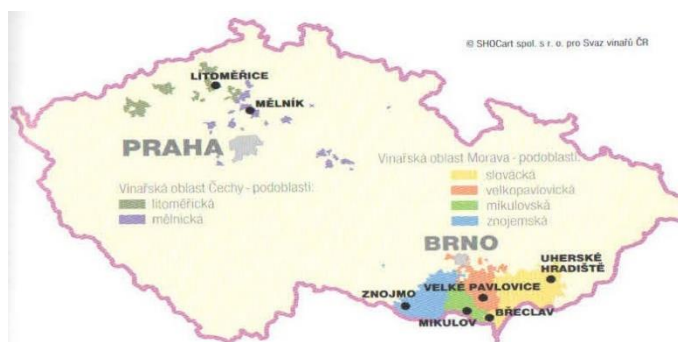 © SHOCart spol. s r. o. pro Svaz vinařů ČR
LITOMĚŘICE
MĚLNÍK
PRAHA
Vinařská oblast Morava - podoblasti:
slovácká
velkopavlovická
mikulovská
znojemská
Vinařská oblast Čechy - podoblasti:
litoměřická
mělnická
BRNO
UHERSKÉ
HRADIŠTĚ
VELKÉ PAVLOVICE
ZNOJMO
MIKULOV
BŘECLAV